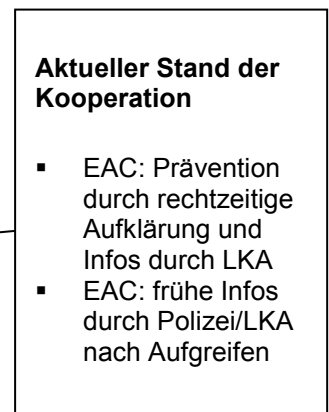 Aktueller Stand der
Kooperation
▪ EAC: Prävention
durch rechtzeitige
Aufklärung und
Infos durch LKA
▪ EAC: frühe Infos
durch Polizei/LKA
nach Aufgreifen